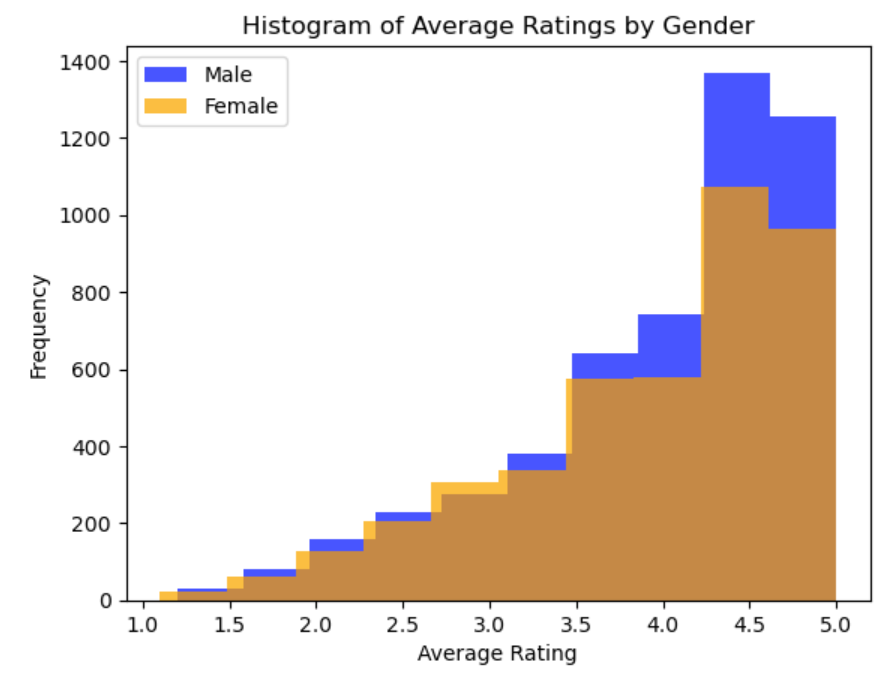 Histogram of Average Ratings by Gender
Male
Female
1400
1200
1000
800
600
400
200
0
Frequency
1.0 1.5 2.0 2.5 3.0 3.5 4.0 4.5 5.0
Average Rating